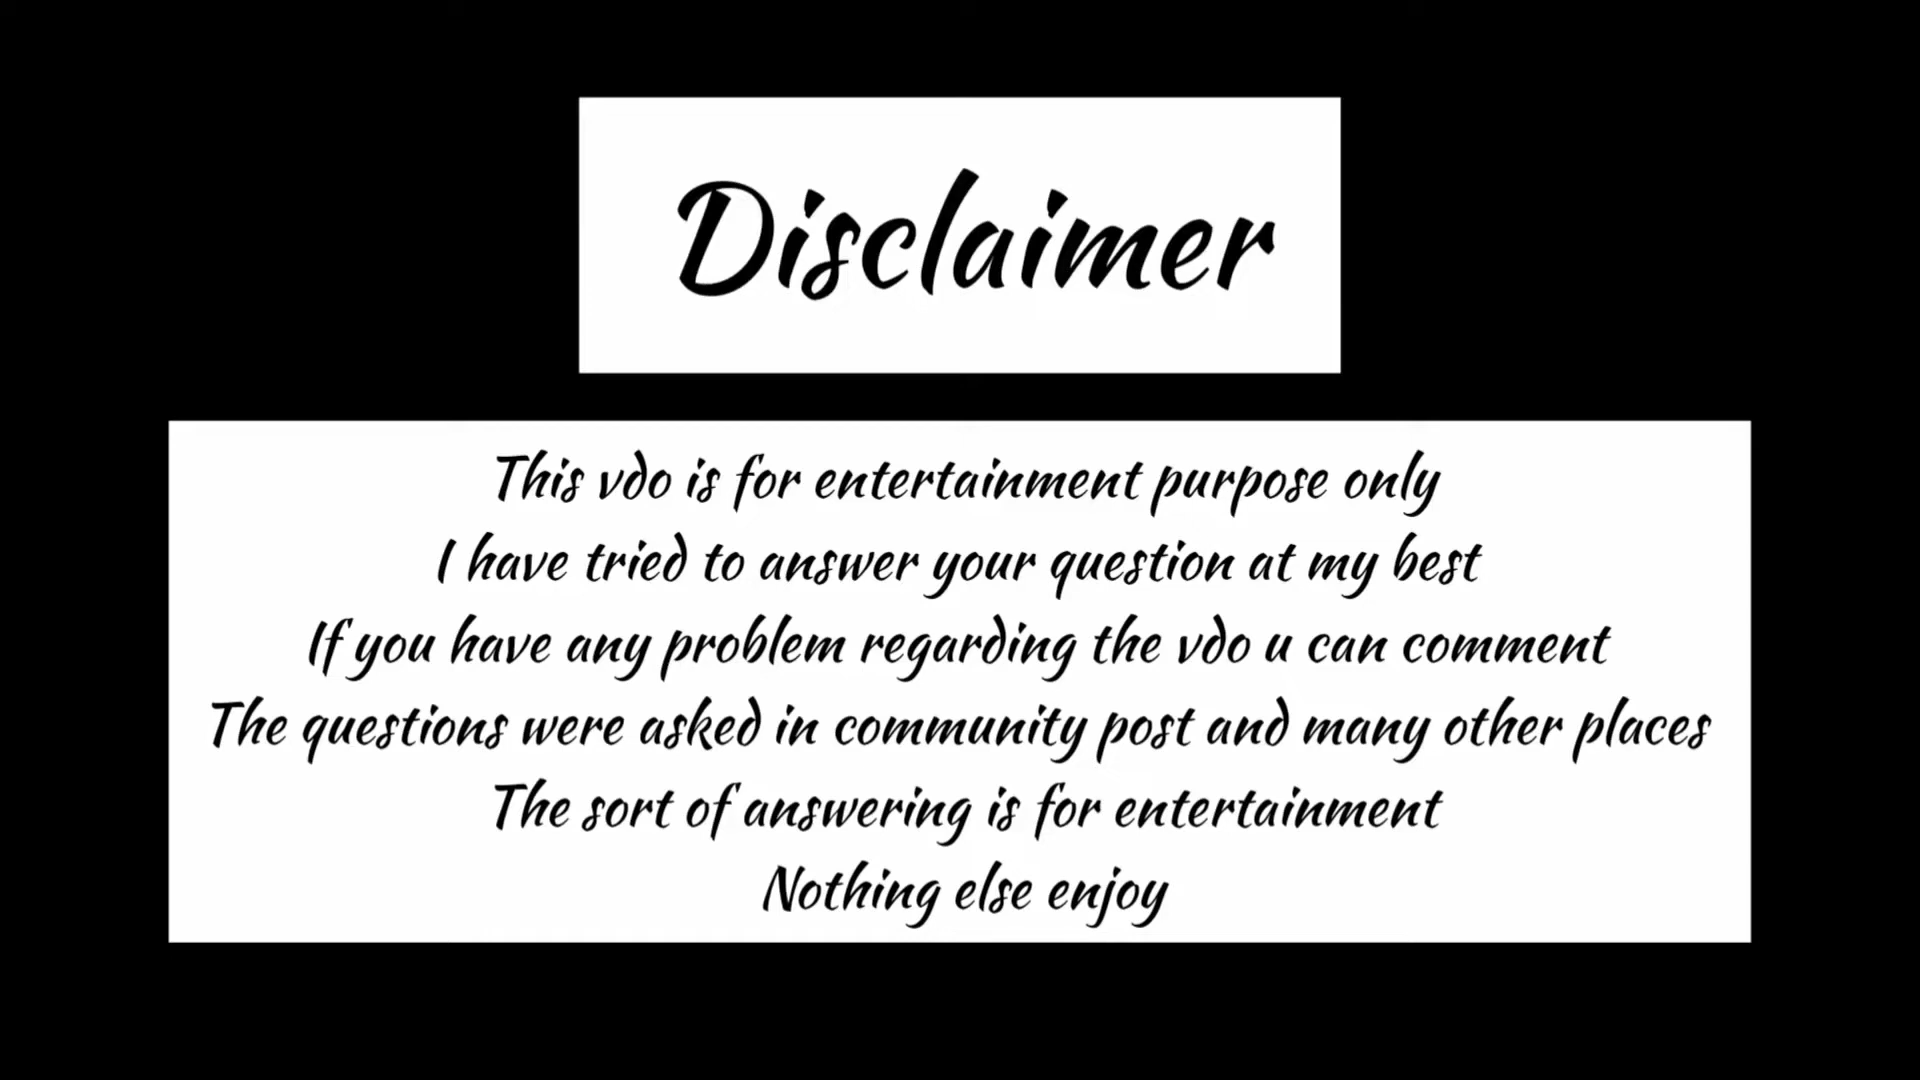 Disclaimer
This vdo is for entertainment purpose only
I have tried to answer your question at my best
If you have any problem regarding the vdo u can comment
The questions were asked in community post and many other places
The sort of answering is for entertainment
Nothing else enjoy